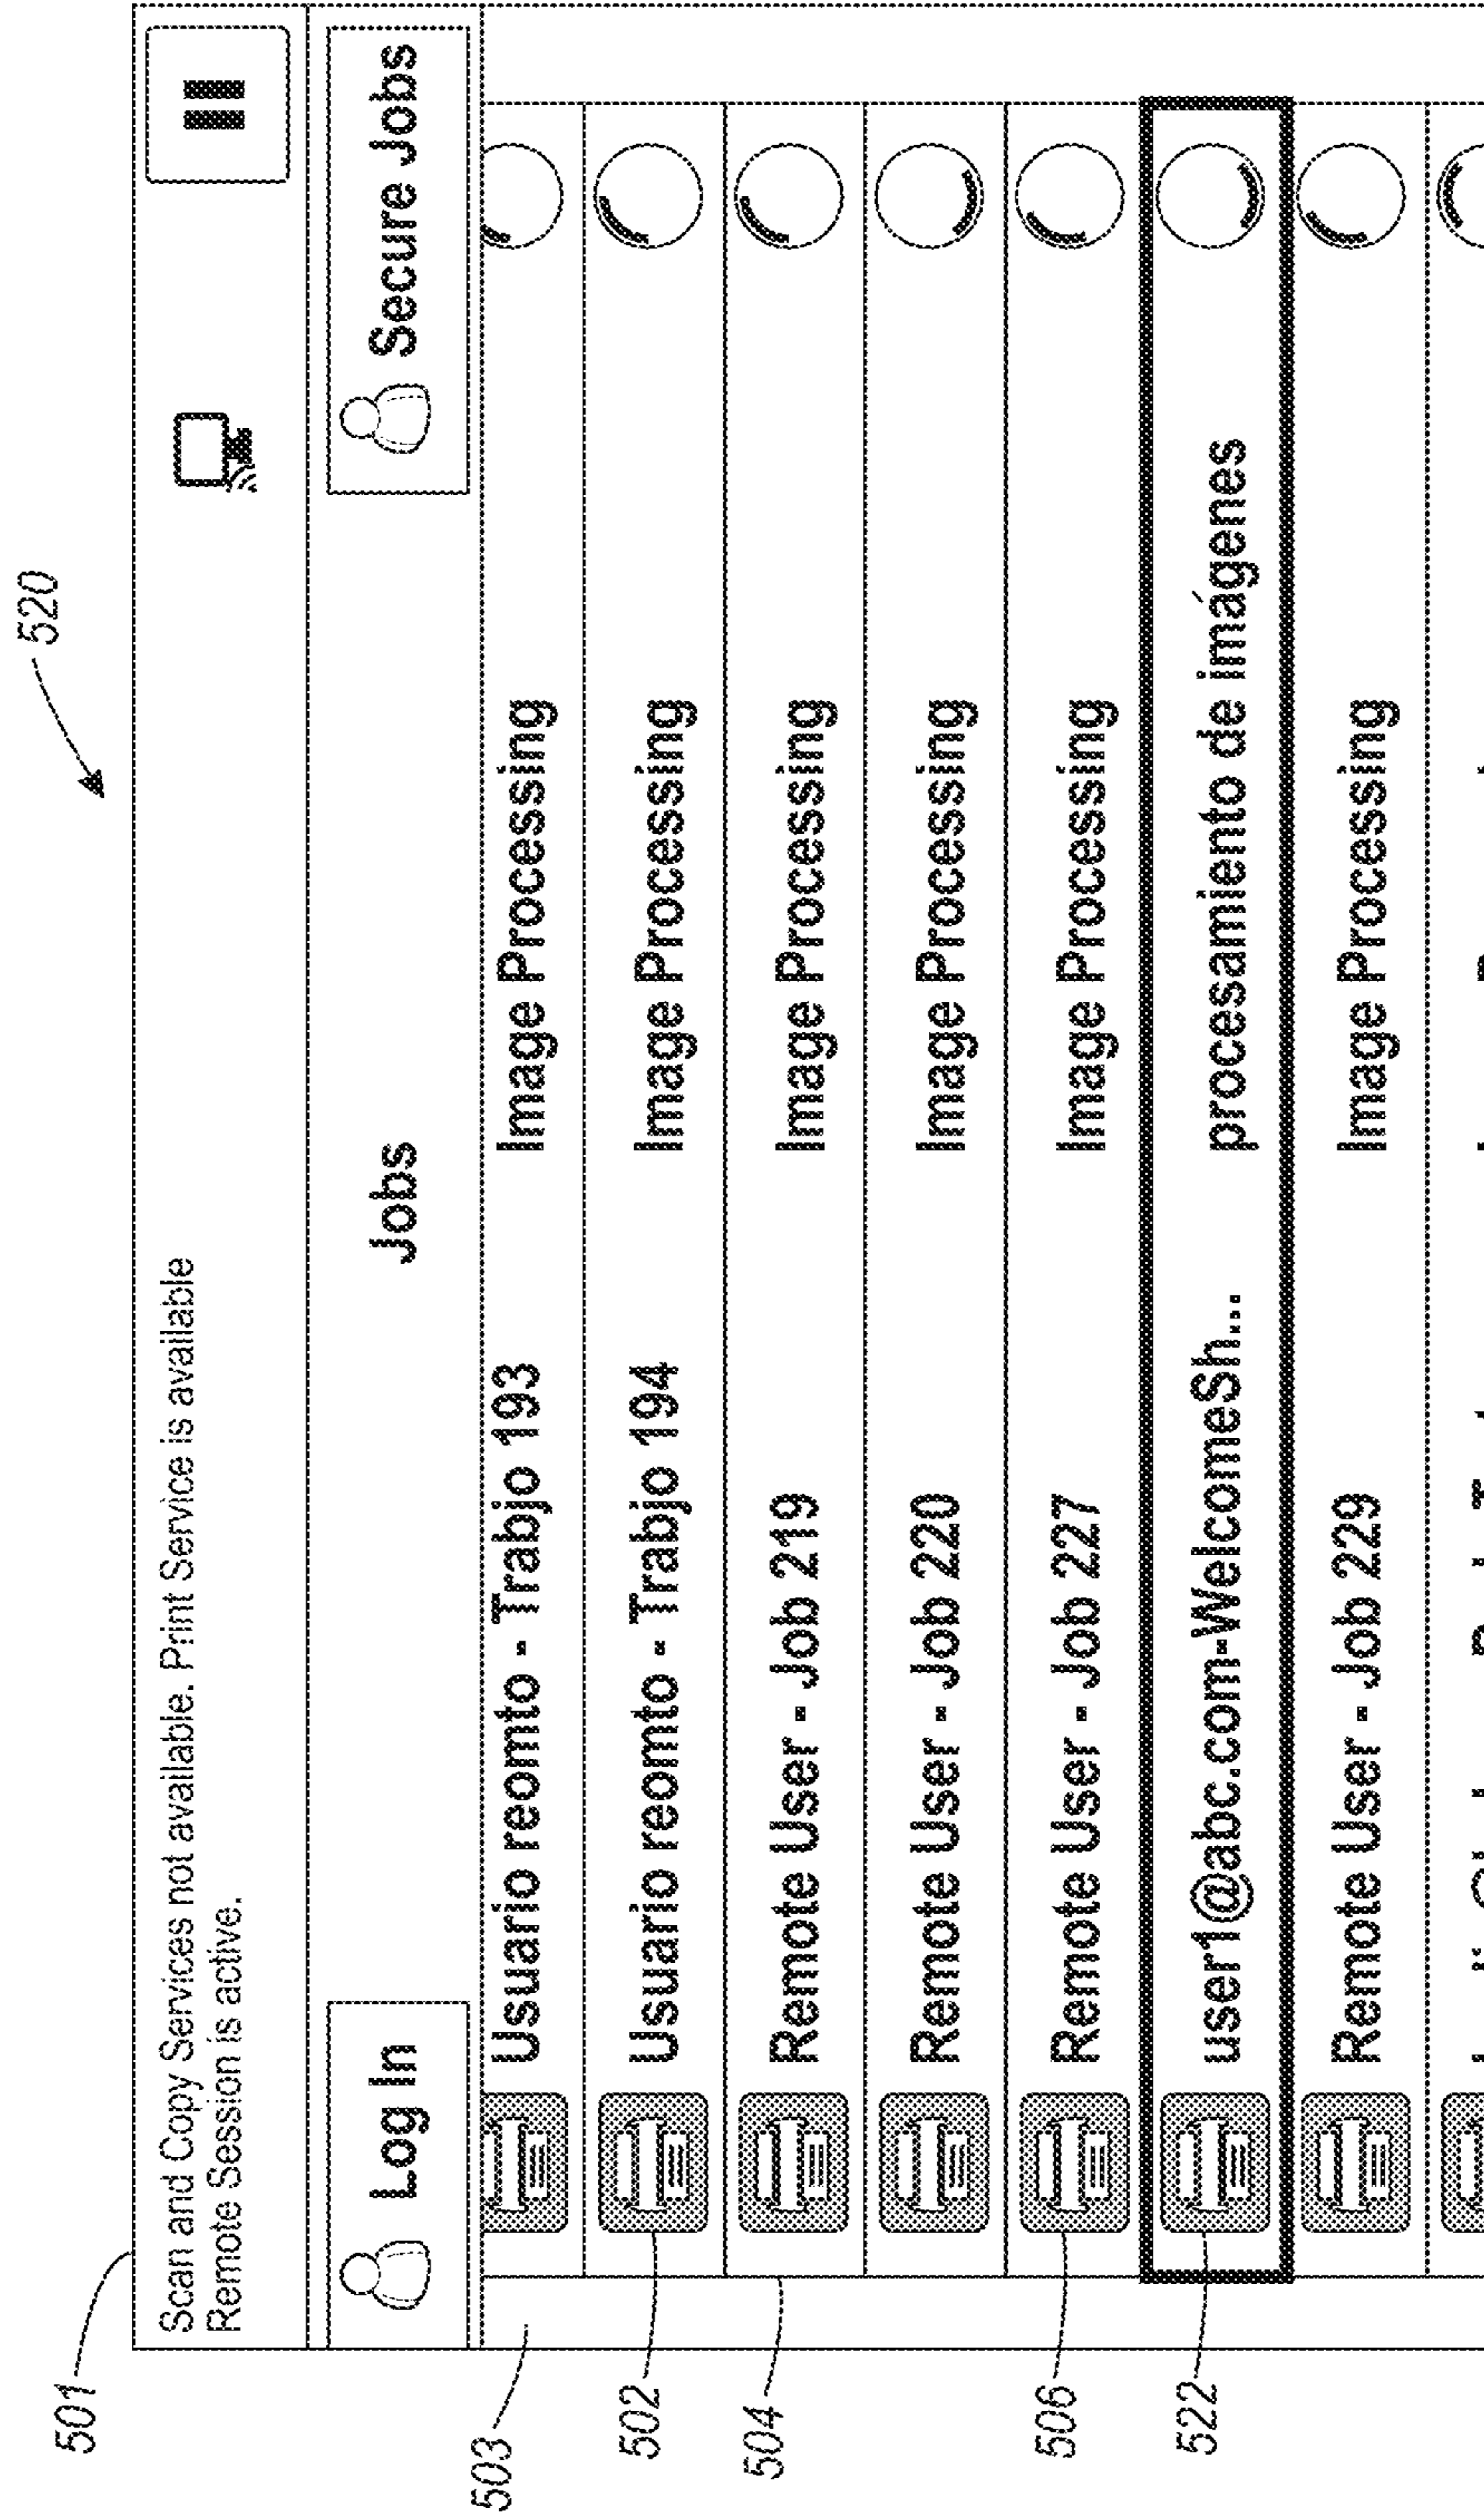 520
501
Scan and Copy Services not available. Print Service is available
Remote Session is active.
Log In
Jobs
Secure Jobs
503
Usuario reomto - Trabjo 193
Image Processing
502
Usuario reomto - Trabjo 194
Image Processing
504
Remote User - Job 219
Image Processing
Remote User - Job 220
Image Processing
506
Remote User - Job 227
Image Processing
522
user1@abc.com-WelcomeSh...
procesamiento de imágenes
Remote User - Job 229
Image Processing